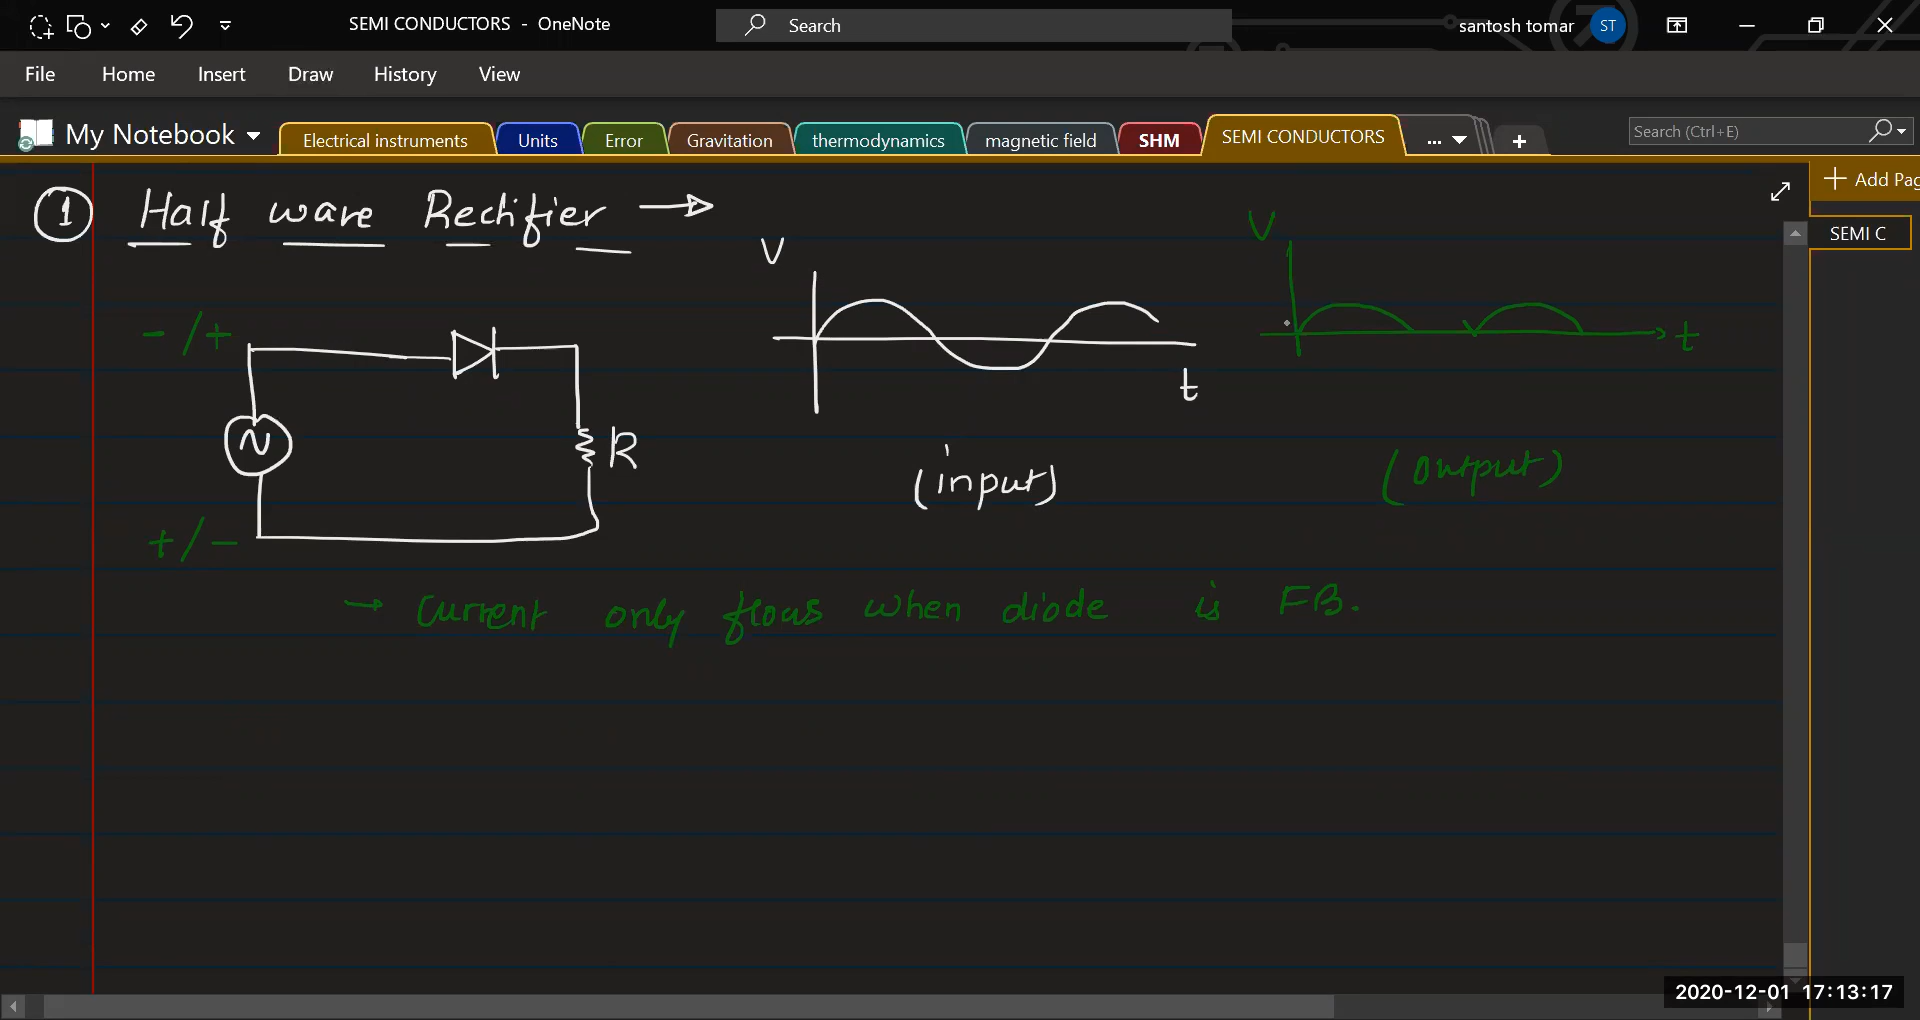 SEMI CONDUCTORS - OneNote
Search
santosh tomar ST
File Home Insert Draw History View
My Notebook
Electrical instruments Units Error Gravitation thermodynamics magnetic field SHM SEMI CONDUCTORS ... +
Search (Ctrl+E)
Add Pag
SEMI C
1 Half wave Rectifier →
V
V
- / +
t
t
N
R
(input)
(output)
+ / -
→ current only flows when diode is FB.
2020-12-01 17:13:17